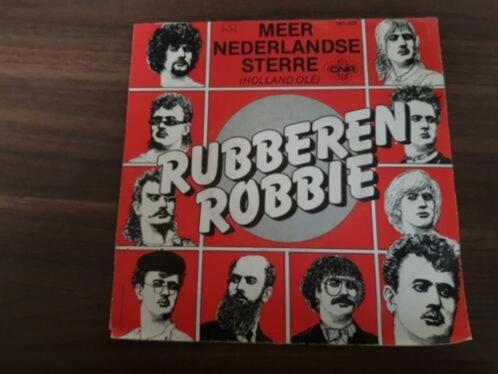 MEER
NEDERLANDSE
STERRE
(HOLLAND OLÉ)
CNR
RUBBEREN
ROBBIE